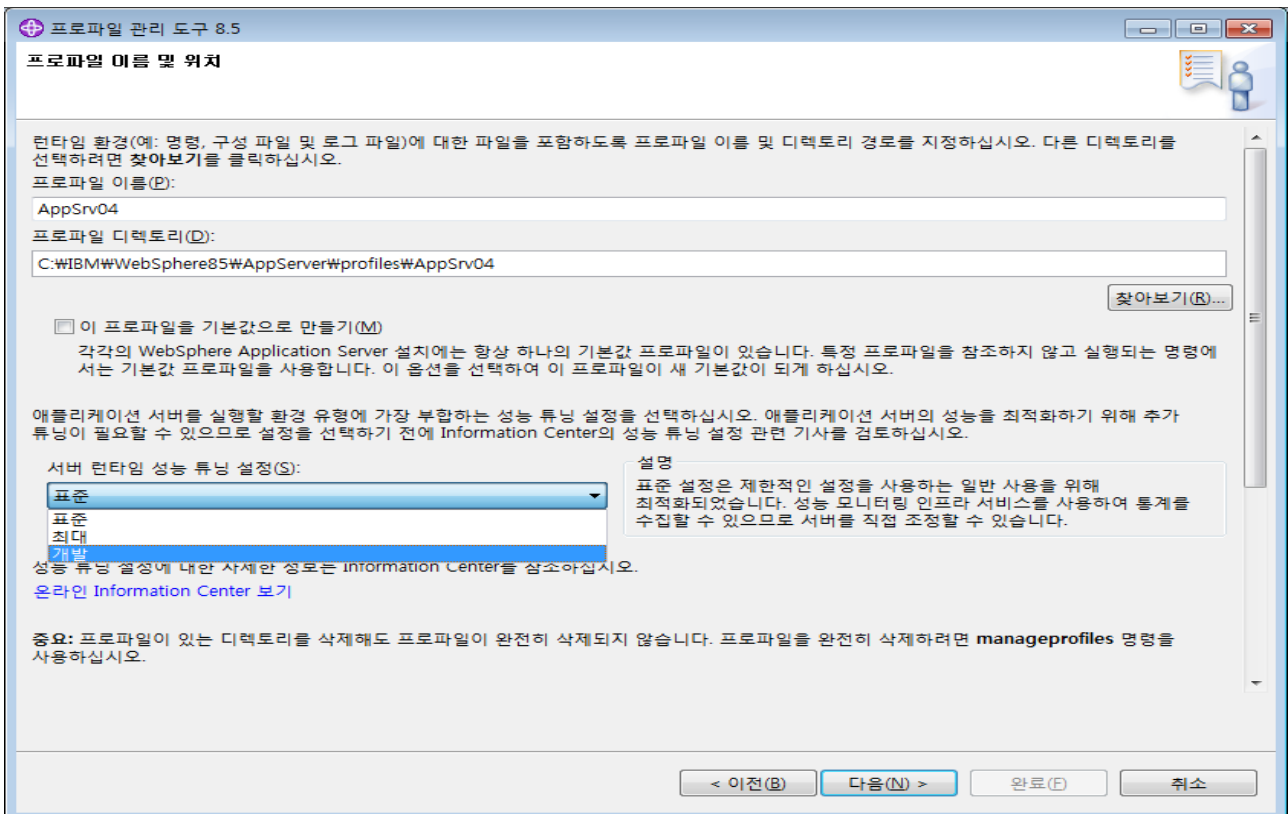 프로파일 관리 도구 8.5
프로파일 이름 및 위치
런타임 환경(예: 명령, 구성 파일 및 로그 파일)에 대한 파일을 포함하도록 프로파일 이름 및 디렉토리 경로를 지정하십시오. 다른 디렉토리를
선택하려면 찾아보기를 클릭하십시오.
프로파일 이름(P):
AppSrv04
프로파일 디렉토리(D):
C:₩IBM₩WebSphere85₩AppServer₩profiles₩AppSrv04
찾아보기(R)...
이 프로파일을 기본값으로 만들기(M)
각각의 WebSphere Application Server 설치에는 항상 하나의 기본값 프로파일이 있습니다. 특정 프로파일을 참조하지 않고 실행되는 명령에
서는 기본값 프로파일을 사용합니다. 이 옵션을 선택하여 이 프로파일이 새 기본값이 되게 하십시오.
애플리케이션 서버를 실행할 환경 유형에 가장 부합하는 성능 튜닝 설정을 선택하십시오. 애플리케이션 서버의 성능을 최적화하기 위해 추가
튜닝이 필요할 수 있으므로 설정을 선택하기 전에 Information Center의 성능 튜닝 설정 관련 기사를 검토하십시오.
서버 런타임 성능 튜닝 설정(S):
표준
표준
최대
개발
설명
표준 설정은 제한적인 설정을 사용하는 일반 사용을 위해
최적화되었습니다. 성능 모니터링 인프라 서비스를 사용하여 통계를
수집할 수 있으므로 서버를 직접 조정할 수 있습니다.
성능 튜닝 설정에 대한 자세한 정보는 Information Center를 참조하십시오.
온라인 Information Center 보기
중요: 프로파일이 있는 디렉토리를 삭제해도 프로파일이 완전히 삭제되지 않습니다. 프로파일을 완전히 삭제하려면 manageprofiles 명령을
사용하십시오.
< 이전(B)
다음(N) >
완료(F)
취소